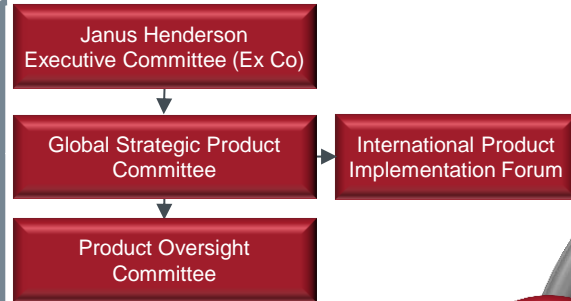 Janus Henderson
Executive Committee (Ex Co)
Global Strategic Product
Committee
International Product
Implementation Forum
Product Oversight
Committee